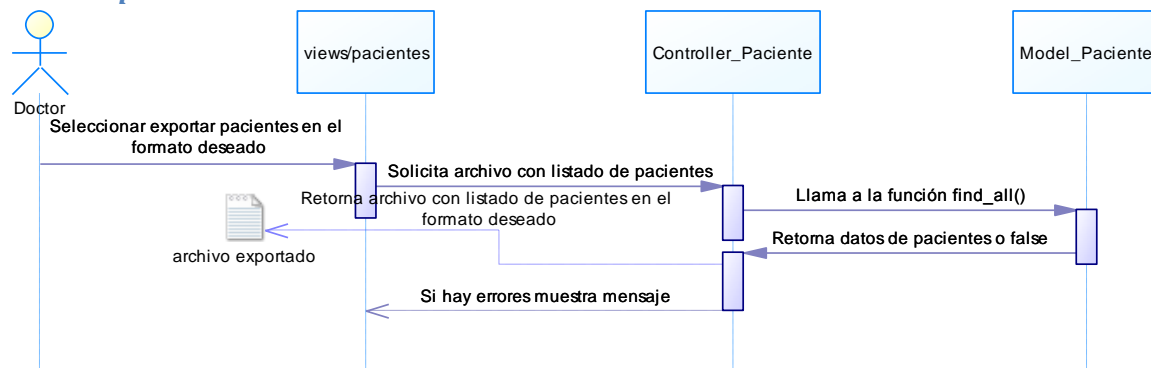 views/pacientes
Controller_Paciente
Model_Paciente
Doctor
Seleccionar exportar pacientes en el
formato deseado
Solicita archivo con listado de pacientes
Retorna archivo con listado de pacientes en el
formato deseado
Llama a la función find_all()
Retorna datos de pacientes o false
archivo exportado
Si hay errores muestra mensaje